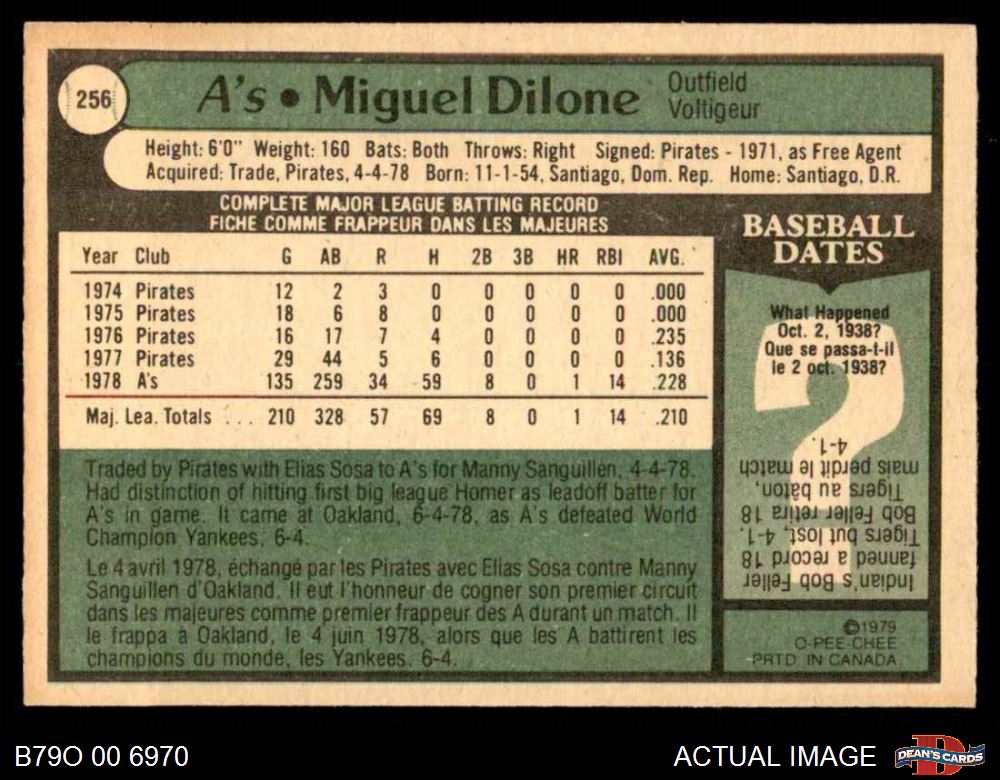 256
A's • Miguel Dilone
Outfield
Voltigeur
Height: 6'0" Weight: 160 Bats: Both Throws: Right Signed: Pirates - 1971, as Free Agent
Acquired: Trade, Pirates, 4-4-78 Born: 11-1-54, Santiago, Dom. Rep. Home: Santiago, D.R.
COMPLETE MAJOR LEAGUE BATTING RECORD
FICHE COMME FRAPPEUR DANS LES MAJEURES
Year Club G AB R H 2B 3B HR RBI AVG.
1974 Pirates 12 2 3 0 0 0 0 0 .000
1975 Pirates 18 6 8 0 0 0 0 0 .000
1976 Pirates 16 17 7 4 0 0 0 0 .235
1977 Pirates 29 44 5 6 0 0 0 0 .136
1978 A's 135 259 34 59 8 0 1 14 .228
Maj. Lea. Totals ... 210 328 57 69 8 0 1 14 .210
Traded by Pirates with Elias Sosa to A's for Manny Sanguillen, 4-4-78.
Had distinction of hitting first big league Homer as leadoff batter for
A's in game. It came at Oakland, 6-4-78, as A's defeated World
Champion Yankees, 6-4.
Le 4 avril 1978, échangé par les Pirates avec Elias Sosa contre Manny
Sanguillen d'Oakland. Il eut l'honneur de cogner son premier circuit
dans les majeures comme premier frappeur des A durant un match. Il
le frappa à Oakland, le 4 juin 1978, alors que les A battirent les
champions du monde, les Yankees, 6-4.
BASEBALL
DATES
What Happened
Oct. 2, 1938?
Que se passa-t-il
le 2 oct. 1938?
Indian's Bob Feller
fanned a record 18
Tigers but lost, 4-1.
Bob Feller retira 18
Tigers au bâton,
mais perdit le match
4-1.
©1979
O-PEE-CHEE
PRTD IN CANADA
B79O 00 6970
ACTUAL IMAGE
DEAN'S CARDS